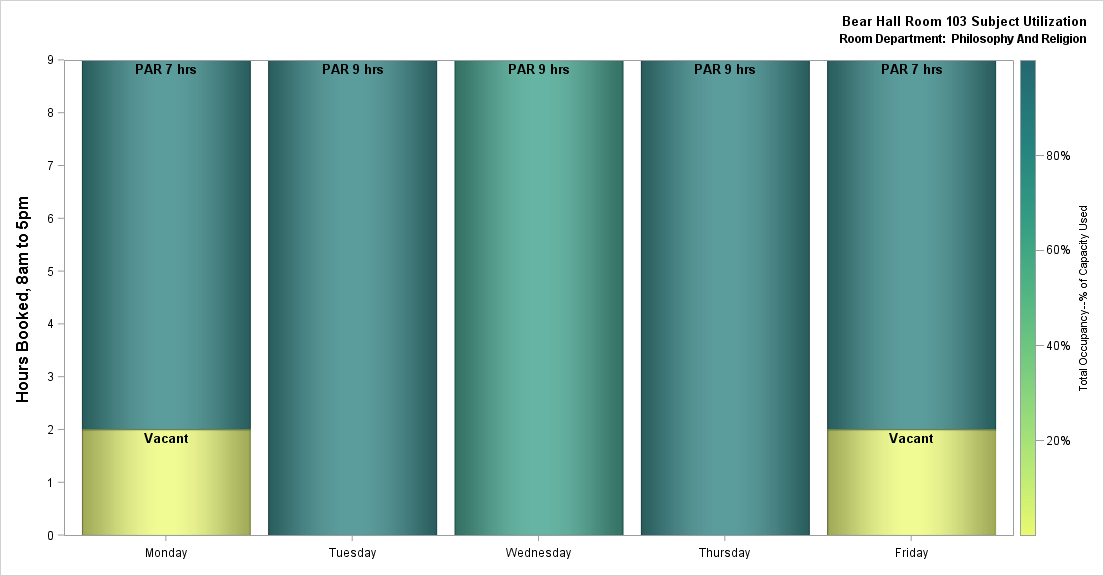 Bear Hall Room 103 Subject Utilization
Room Department: Philosophy And Religion
Hours Booked, 8am to 5pm
9
8
7
6
5
4
3
2
1
0
PAR 7 hrs
PAR 9 hrs
PAR 9 hrs
PAR 9 hrs
PAR 7 hrs
Vacant
Vacant
Monday
Tuesday
Wednesday
Thursday
Friday
80%
60%
40%
20%
Total Occupancy--% of Capacity Used